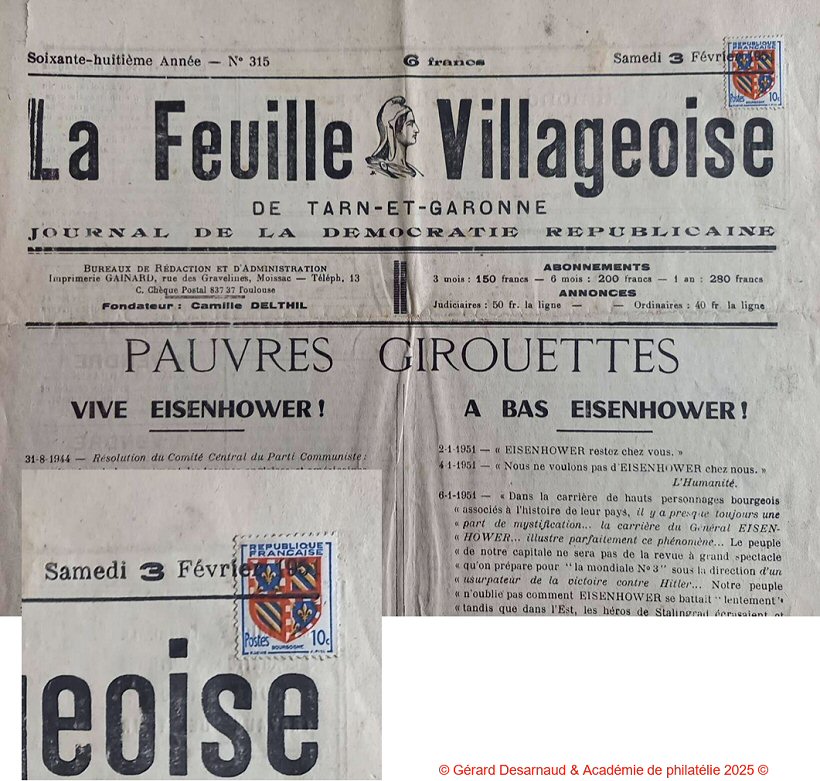 Soixante-huitième Année — N° 315
6 francs
Samedi 3 Février
REPUBLIQUE
FRANÇAISE
Postes 10c
BOURGOGNE
La Feuille Villageoise
DE TARN-ET-GARONNE
JOURNAL DE LA DEMOCRATIE REPUBLICAINE
BUREAUX DE RÉDACTION ET D'ADMINISTRATION
Imprimerie GAINARD, rue des Gravelines, Moissac — Téléph, 13
C. Chèque Postal 837 37 Toulouse
Fondateur : Camille DELTHIL
ABONNEMENTS
3 mois : 150 francs — 6 mois : 200 francs — 1 an : 280 francs
ANNONCES
Judiciaires : 50 fr. la ligne — — Ordinaires : 40 fr. la ligne
PAUVRES GIROUETTES
VIVE EISENHOWER !
31-8-1944 — Résolution du Comité Central du Parti Communiste :
A BAS EISENHOWER !
2-1-1951 — « EISENHOWER restez chez vous. »
4-1-1951 — « Nous ne voulons pas d'EISENHOWER chez nous. »
L'Humanité.
6-1-1951 — « Dans la carrière de hauts personnages bourgeois
« associés à l'histoire de leur pays, il y a presque toujours une
« part de mystification... la carrière du Général EISEN-
« HOWER... illustre parfaitement ce phénomène... Le peuple
« de notre capitale ne sera pas de la revue à grand spectacle
« qu'on prépare pour "la mondiale N° 3" sous la direction d'un
« usurpateur de la victoire contre Hitler... Notre peuple
« n'oublie pas comment EISENHOWER se battait "lentement"
« tandis que dans l'Est, les héros de Stalingrad écrasaient et
Samedi 3 Février 195
REPUBLIQUE
FRANÇAISE
Postes 10c
BOURGOGNE
eoise
© Gérard Desarnaud & Académie de philatélie 2025 ©